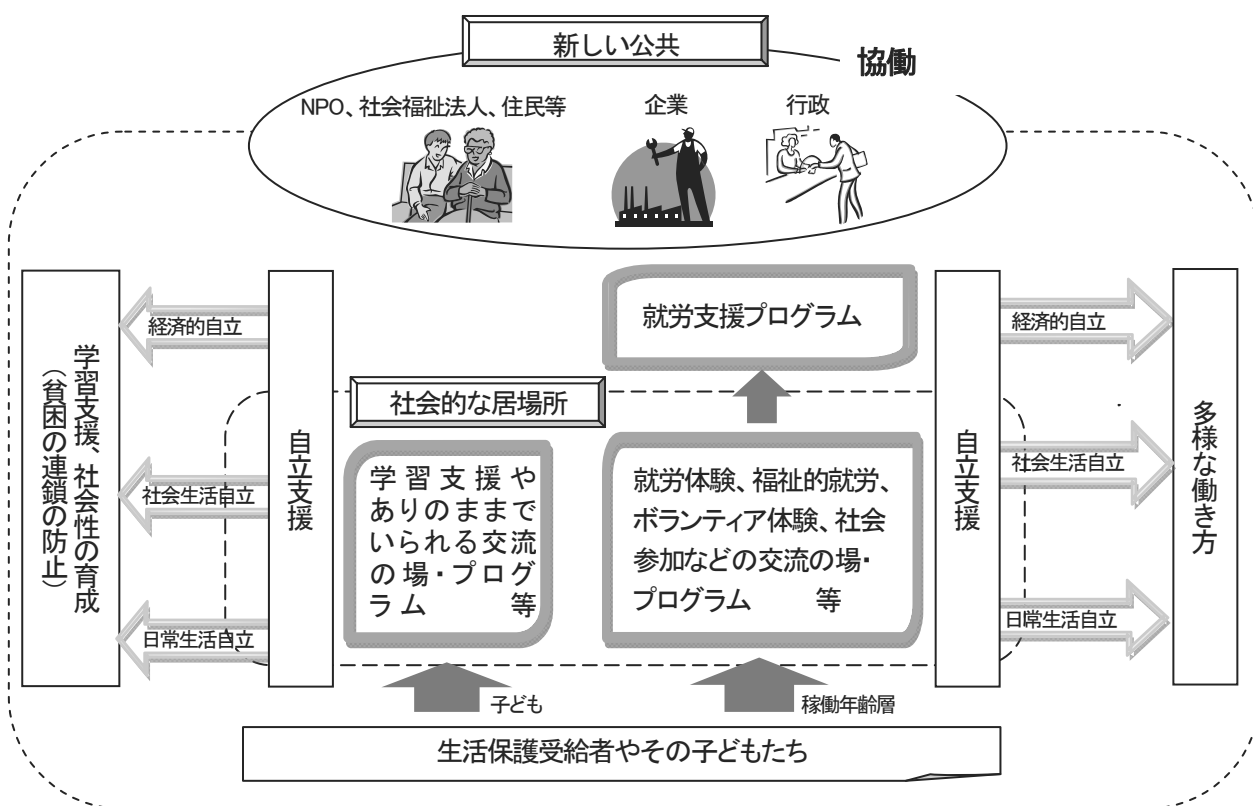 新しい公共
協働
NPO、社会福祉法人、住民等
企業
行政
学習支援、社会性の育成
（貧困の連鎖の防止）
経済的自立
社会生活自立
日常生活自立
自立支援
社会的な居場所
学習支援や
ありのままで
いられる交流
の場・プログ
ラム 等
就労支援プログラム
就労体験、福祉的就労、
ボランティア体験、社会
参加などの交流の場・
プログラム 等
自立支援
経済的自立
社会生活自立
日常生活自立
多様な働き方
子ども
稼働年齢層
生活保護受給者やその子どもたち